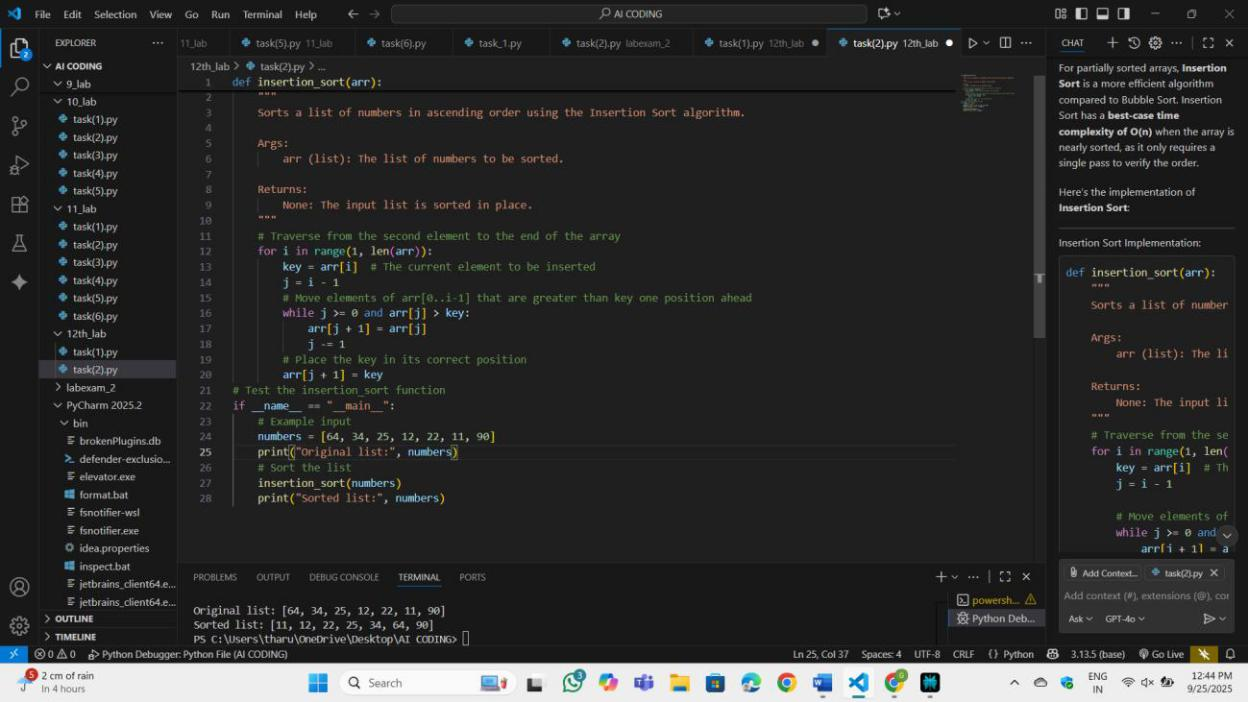 File Edit Selection View Go Run Terminal Help
AI CODING
EXPLORER
AI CODING
9_lab
10_lab
task(1).py
task(2).py
task(3).py
task(4).py
task(5).py
11_lab
task(1).py
task(2).py
task(3).py
task(4).py
task(5).py
task(6).py
12th_lab
task(1).py
task(2).py
labexam_2
PyCharm 2025.2
bin
brokenPlugins.db
defender-exclusio...
elevator.exe
format.bat
fsnotifier-wsl
fsnotifier.exe
idea.properties
inspect.bat
jetbrains_client64.e...
jetbrains_client64.e...
OUTLINE
TIMELINE
11_lab task(5).py 11_lab task(6).py task_1.py task(2).py labexam_2 task(1).py 12th_lab task(2).py 12th_lab
12th_lab > task(2).py > ...
1 def insertion_sort(arr):
2 """
3 Sorts a list of numbers in ascending order using the Insertion Sort algorithm.
4
5 Args:
6 arr (list): The list of numbers to be sorted.
7
8 Returns:
9 None: The input list is sorted in place.
10 """
11 # Traverse from the second element to the end of the array
12 for i in range(1, len(arr)):
13 key = arr[i] # The current element to be inserted
14 j = i - 1
15 # Move elements of arr[0..i-1] that are greater than key one position ahead
16 while j >= 0 and arr[j] > key:
17 arr[j + 1] = arr[j]
18 j -= 1
19 # Place the key in its correct position
20 arr[j + 1] = key
21 # Test the insertion_sort function
22 if __name__ == "__main__":
23 # Example input
24 numbers = [64, 34, 25, 12, 22, 11, 90]
25 print("Original list:", numbers)
26 # Sort the list
27 insertion_sort(numbers)
28 print("Sorted list:", numbers)
PROBLEMS OUTPUT DEBUG CONSOLE TERMINAL PORTS
Original list: [64, 34, 25, 12, 22, 11, 90]
Sorted list: [11, 12, 22, 25, 34, 64, 90]
PS C:\Users\tharu\OneDrive\Desktop\AI CODING>
powersh...
Python Deb...
CHAT
For partially sorted arrays, Insertion
Sort is a more efficient algorithm
compared to Bubble Sort. Insertion
Sort has a best-case time
complexity of O(n) when the array is
nearly sorted, as it only requires a
single pass to verify the order.
Here's the implementation of
Insertion Sort:
Insertion Sort Implementation:
def insertion_sort(arr):
"""
Sorts a list of number
Args:
arr (list): The li
Returns:
None: The input li
"""
# Traverse from the se
for i in range(1, len(
key = arr[i] # Th
j = i - 1
# Move elements of
while j >= 0 and
arr[j + 1] = a
Add Context... task(2).py
Add context (#), extensions (@), co
Ask GPT-4o
0 0 Python Debugger: Python File (AI CODING)
Ln 25, Col 37 Spaces: 4 UTF-8 CRLF {} Python 3.13.5 (base) Go Live
5
2 cm of rain
In 4 hours
Search
3
ENG
IN
12:44 PM
9/25/2025